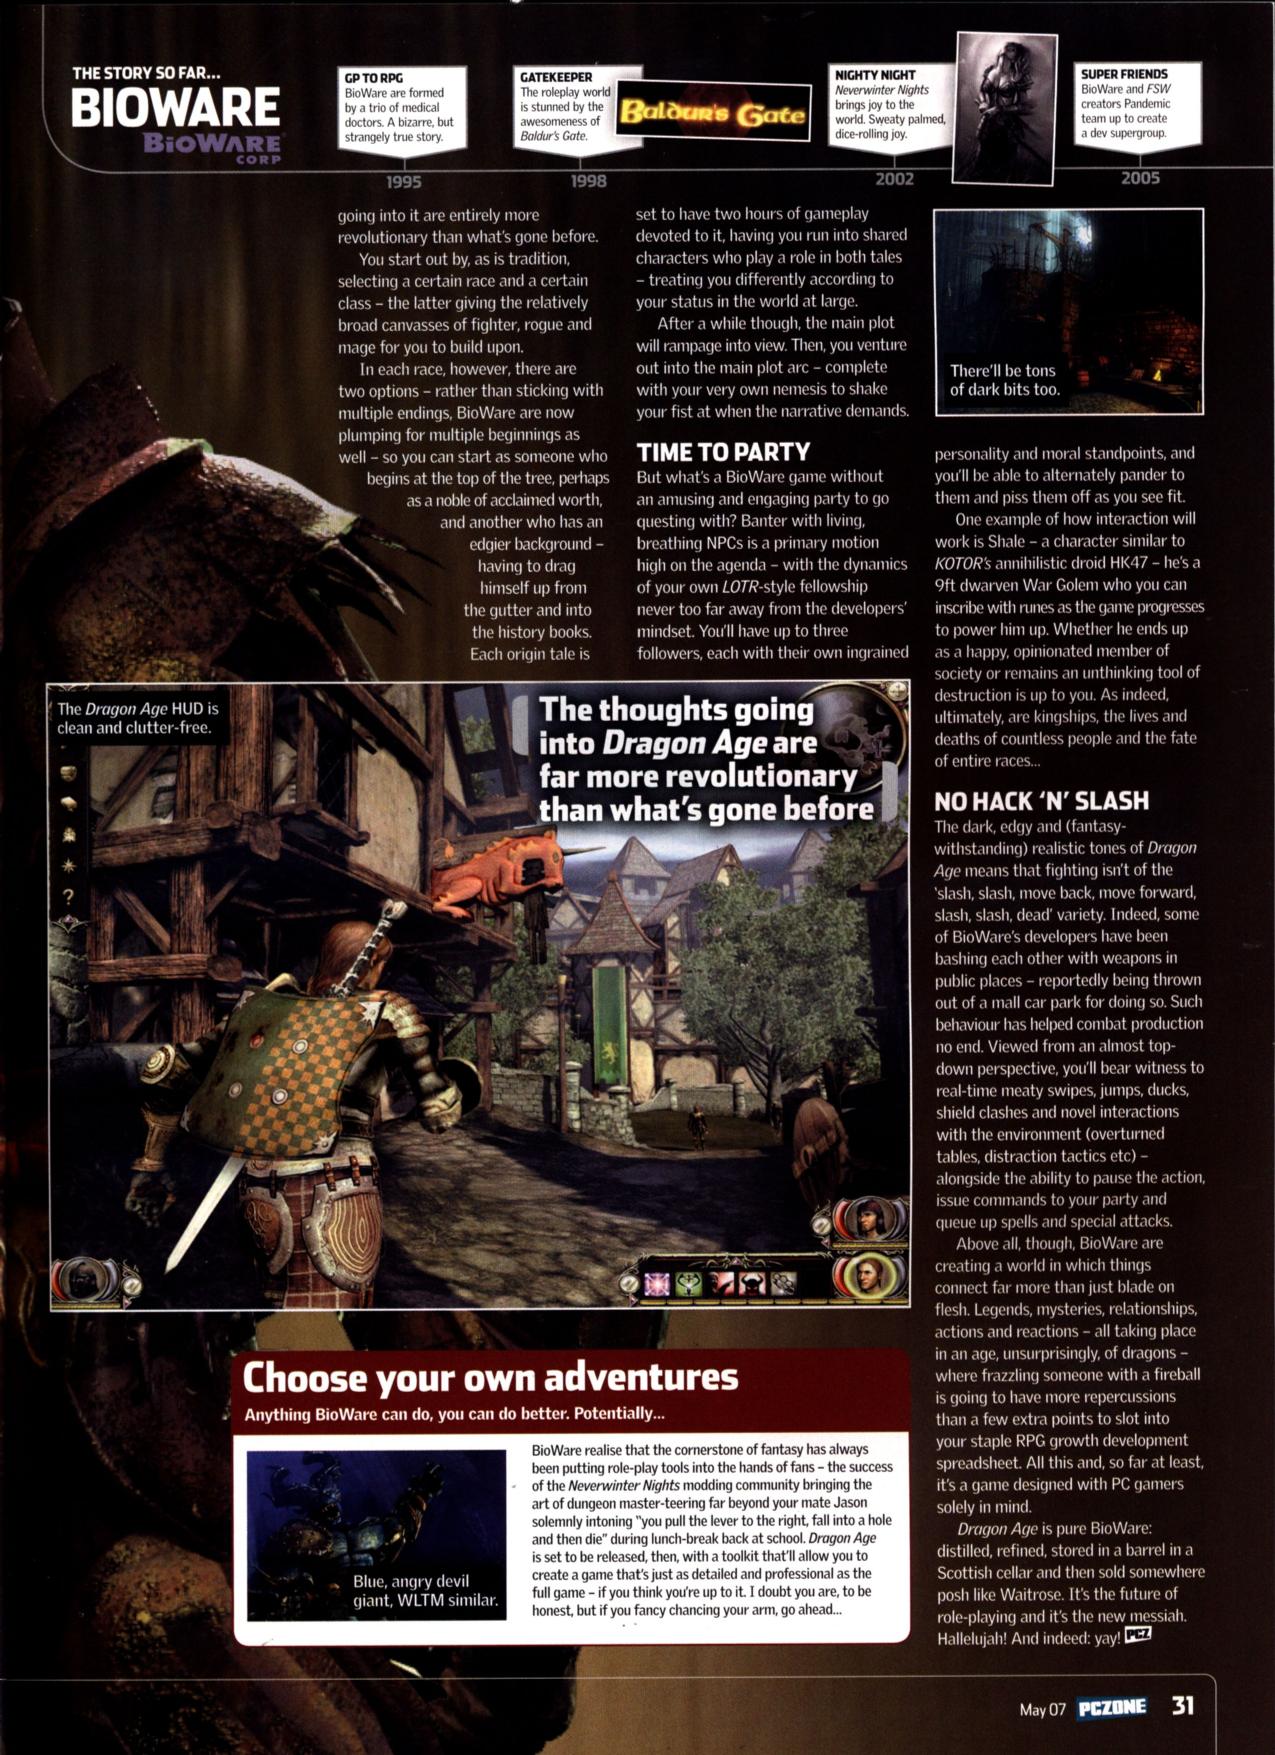 THE STORY SO FAR...
BIOWARE
BIOWARE
CORP
GP TO RPG
BioWare are formed
by a trio of medical
doctors. A bizarre, but
strangely true story.
1995
GATEKEEPER
The roleplay world
is stunned by the
awesomeness of
Baldur's Gate.
1998
Baldur's Gate
NIGHTY NIGHT
Neverwinter Nights
brings joy to the
world. Sweaty palmed,
dice-rolling joy.
2002
SUPER FRIENDS
BioWare and FSW
creators Pandemic
team up to create
a dev supergroup.
2005
going into it are entirely more
revolutionary than what's gone before.
You start out by, as is tradition,
selecting a certain race and a certain
class – the latter giving the relatively
broad canvasses of fighter, rogue and
mage for you to build upon.
In each race, however, there are
two options – rather than sticking with
multiple endings, BioWare are now
plumping for multiple beginnings as
well – so you can start as someone who
begins at the top of the tree, perhaps
as a noble of acclaimed worth,
and another who has an
edgier background –
having to drag
himself up from
the gutter and into
the history books.
Each origin tale is
set to have two hours of gameplay
devoted to it, having you run into shared
characters who play a role in both tales
– treating you differently according to
your status in the world at large.
After a while though, the main plot
will rampage into view. Then, you venture
out into the main plot arc – complete
with your very own nemesis to shake
your fist at when the narrative demands.
TIME TO PARTY
But what's a BioWare game without
an amusing and engaging party to go
questing with? Banter with living,
breathing NPCs is a primary motion
high on the agenda – with the dynamics
of your own LOTR-style fellowship
never too far away from the developers'
mindset. You'll have up to three
followers, each with their own ingrained
There'll be tons
of dark bits too.
personality and moral standpoints, and
you'll be able to alternately pander to
them and piss them off as you see fit.
One example of how interaction will
work is Shale – a character similar to
KOTOR's annihilistic droid HK47 – he's a
9ft dwarven War Golem who you can
inscribe with runes as the game progresses
to power him up. Whether he ends up
as a happy, opinionated member of
society or remains an unthinking tool of
destruction is up to you. As indeed,
ultimately, are kingships, the lives and
deaths of countless people and the fate
of entire races...
NO HACK 'N' SLASH
The dark, edgy and (fantasy-
withstanding) realistic tones of Dragon
Age means that fighting isn't of the
'slash, slash, move back, move forward,
slash, slash, dead' variety. Indeed, some
of BioWare's developers have been
bashing each other with weapons in
public places – reportedly being thrown
out of a mall car park for doing so. Such
behaviour has helped combat production
no end. Viewed from an almost top-
down perspective, you'll bear witness to
real-time meaty swipes, jumps, ducks,
shield clashes and novel interactions
with the environment (overturned
tables, distraction tactics etc) –
alongside the ability to pause the action,
issue commands to your party and
queue up spells and special attacks.
Above all, though, BioWare are
creating a world in which things
connect far more than just blade on
flesh. Legends, mysteries, relationships,
actions and reactions – all taking place
in an age, unsurprisingly, of dragons –
where frazzling someone with a fireball
is going to have more repercussions
than a few extra points to slot into
your staple RPG growth development
spreadsheet. All this and, so far at least,
it's a game designed with PC gamers
solely in mind.
Dragon Age is pure BioWare:
distilled, refined, stored in a barrel in a
Scottish cellar and then sold somewhere
posh like Waitrose. It's the future of
role-playing and it's the new messiah.
Hallelujah! And indeed: yay! PCZ
The Dragon Age HUD is
clean and clutter-free.
?
The thoughts going
into Dragon Age are
far more revolutionary
than what's gone before
Choose your own adventures
Anything BioWare can do, you can do better. Potentially...
Blue, angry devil
giant, WLTM similar.
BioWare realise that the cornerstone of fantasy has always
been putting role-play tools into the hands of fans – the success
of the Neverwinter Nights modding community bringing the
art of dungeon master-teering far beyond your mate Jason
solemnly intoning "you pull the lever to the right, fall into a hole
and then die" during lunch-break back at school. Dragon Age
is set to be released, then, with a toolkit that'll allow you to
create a game that's just as detailed and professional as the
full game – if you think you're up to it. I doubt you are, to be
honest, but if you fancy chancing your arm, go ahead...
May 07 PCZONE 31